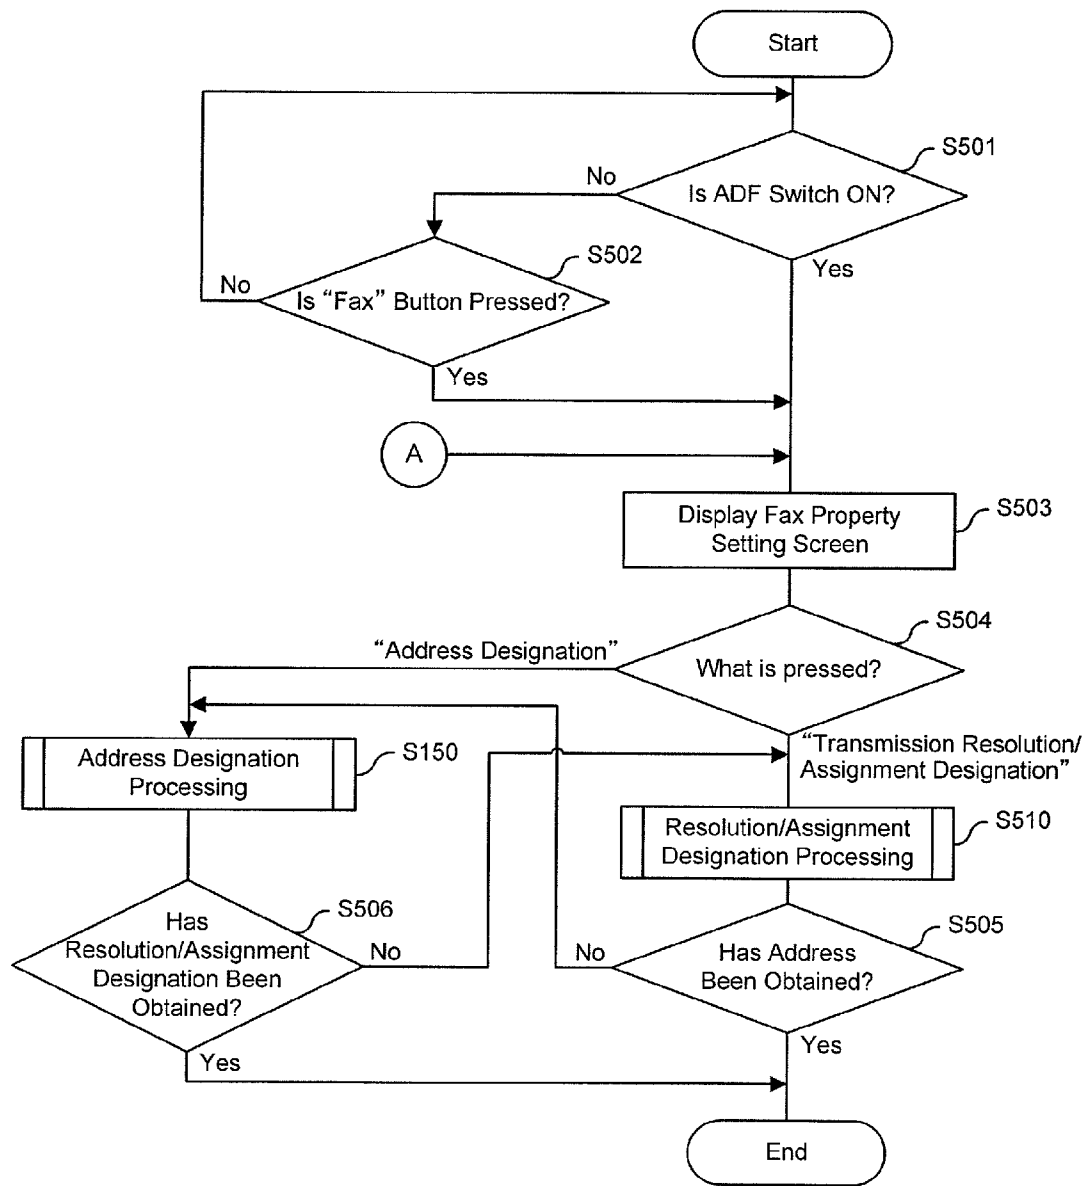 Start
S501
No
Is ADF Switch ON?
S502
Yes
No
Is “Fax” Button Pressed?
Yes
A
S503
Display Fax Property
Setting Screen
S504
“Address Designation”
What is pressed?
“Transmission Resolution/
Assignment Designation”
S150
Address Designation
Processing
S510
Resolution/Assignment
Designation Processing
S506
Has
Resolution/Assignment
Designation Been
Obtained?
No
S505
No
Has Address
Been Obtained?
Yes
Yes
End